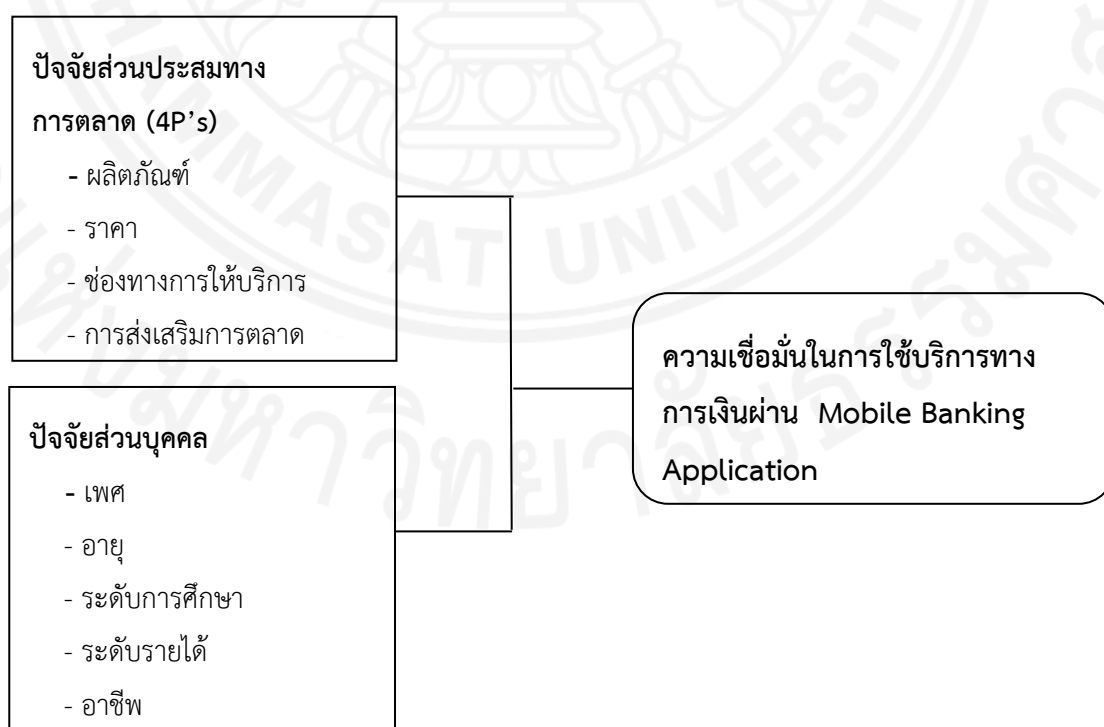 ปัจจัยส่วนประสมทาง
การตลาด (4P's)
- ผลิตภัณฑ์
- ราคา
- ช่องทางการให้บริการ
- การส่งเสริมการตลาด
ปัจจัยส่วนบุคคล
- เพศ
- อายุ
- ระดับการศึกษา
- ระดับรายได้
- อาชีพ
ความเชื่อมั่นในการใช้บริการทาง
การเงินผ่าน Mobile Banking
Application